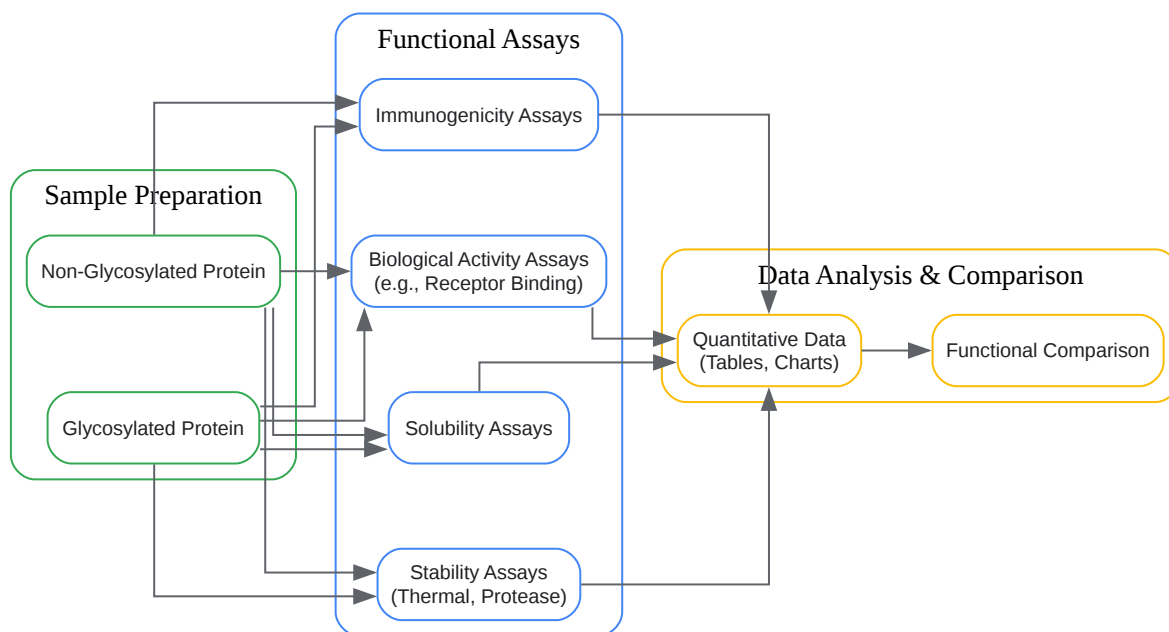 Functional Assays
Immunogenicity Assays
Sample Preparation
Non-Glycosylated Protein
Biological Activity Assays
(e.g., Receptor Binding)
Data Analysis & Comparison
Quantitative Data
(Tables, Charts)
Functional Comparison
Glycosylated Protein
Solubility Assays
Stability Assays
(Thermal, Protease)